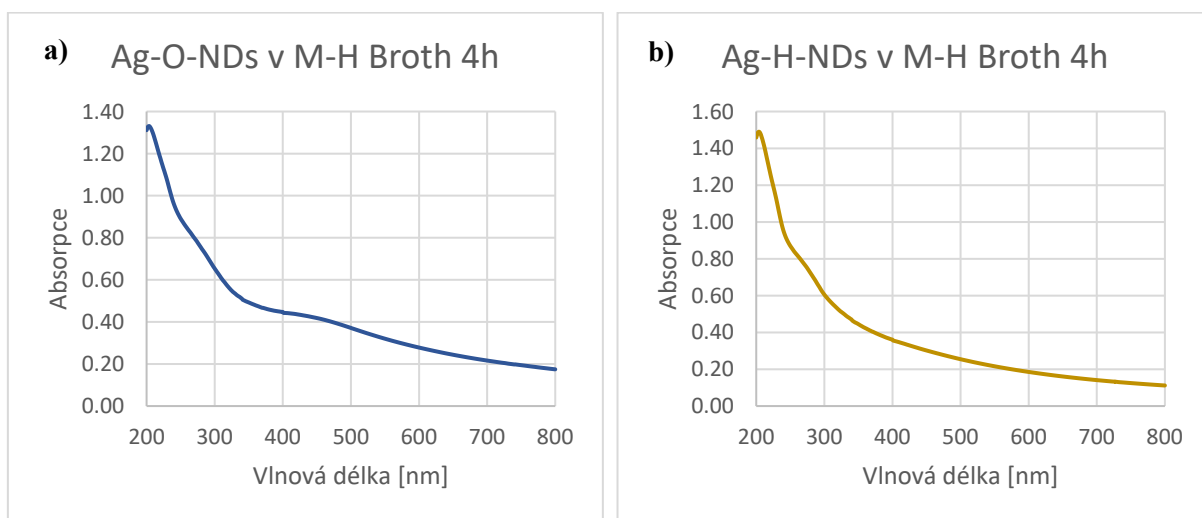 a) Ag-O-NDs v M-H Broth 4h
1.40
1.20
1.00
0.80
0.60
0.40
0.20
0.00
Absorpce
200 300 400 500 600 700 800
Vlnová délka [nm]
b) Ag-H-NDs v M-H Broth 4h
1.60
1.40
1.20
1.00
0.80
0.60
0.40
0.20
0.00
Absorpce
200 300 400 500 600 700 800
Vlnová délka [nm]